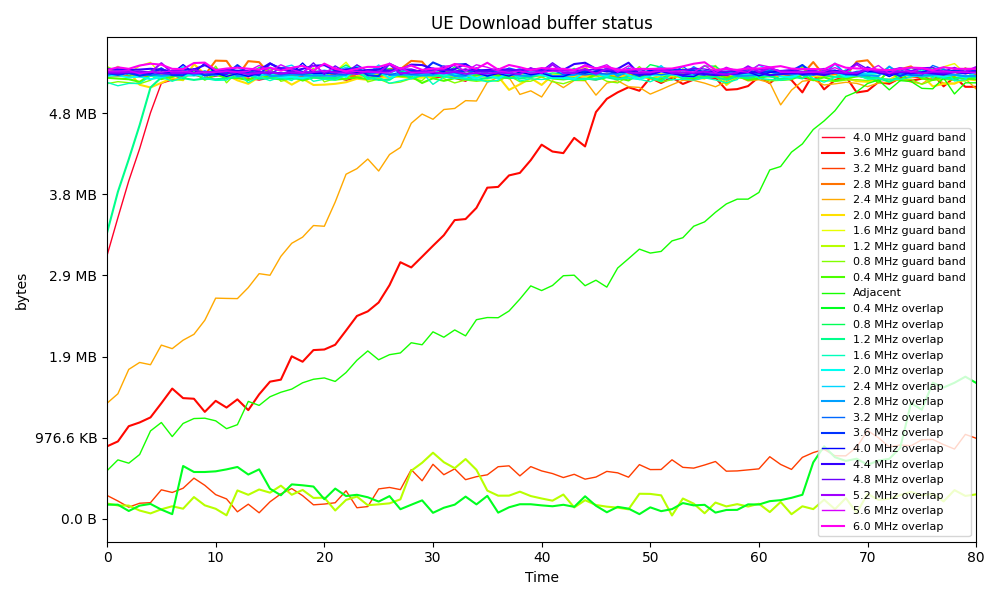 UE Download buffer status
bytes
4.8 MB
3.8 MB
2.9 MB
1.9 MB
976.6 KB
0.0 B
4.0 MHz guard band
3.6 MHz guard band
3.2 MHz guard band
2.8 MHz guard band
2.4 MHz guard band
2.0 MHz guard band
1.6 MHz guard band
1.2 MHz guard band
0.8 MHz guard band
0.4 MHz guard band
Adjacent
0.4 MHz overlap
0.8 MHz overlap
1.2 MHz overlap
1.6 MHz overlap
2.0 MHz overlap
2.4 MHz overlap
2.8 MHz overlap
3.2 MHz overlap
3.6 MHz overlap
4.0 MHz overlap
4.4 MHz overlap
4.8 MHz overlap
5.2 MHz overlap
5.6 MHz overlap
6.0 MHz overlap
0 10 20 30 40 50 60 70 80
Time